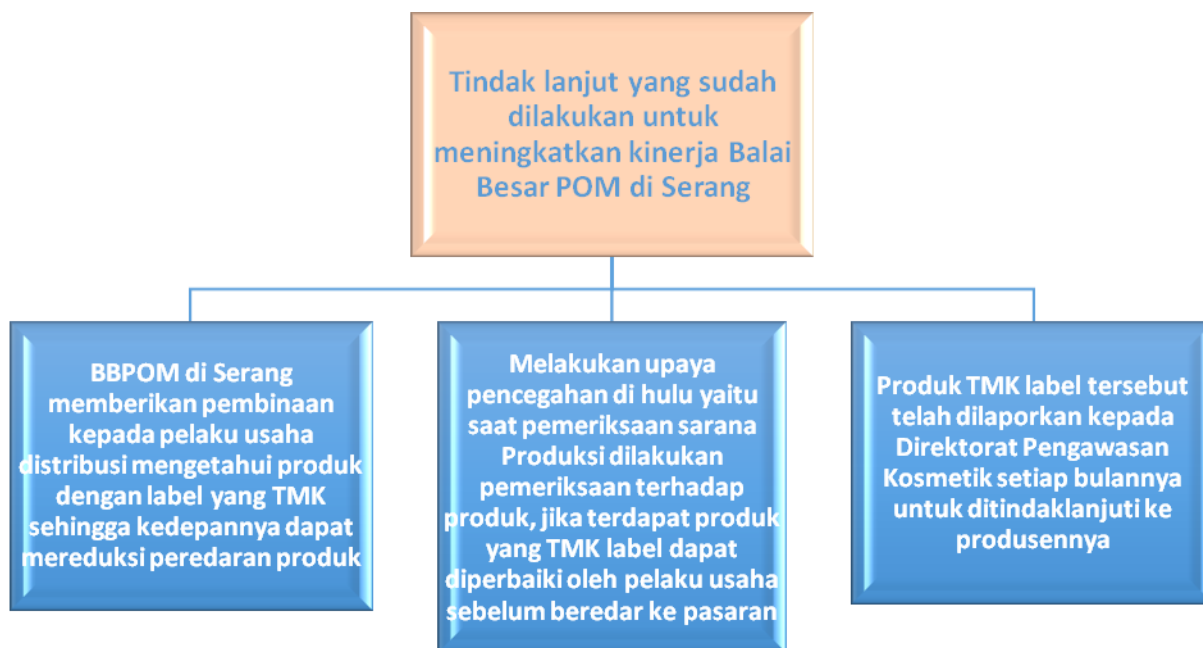 Tindak lanjut yang sudah
dilakukan untuk
meningkatkan kinerja Balai
Besar POM di Serang
BBPOM di Serang
memberikan pembinaan
kepada pelaku usaha
distribusi mengetahui produk
dengan label yang TMK
sehingga kedepannya dapat
mereduksi peredaran produk
Melakukan upaya
pencegahan di hulu yaitu
saat pemeriksaan sarana
Produksi dilakukan
pemeriksaan terhadap
produk, jika terdapat produk
yang TMK label dapat
diperbaiki oleh pelaku usaha
sebelum beredar ke pasaran
Produk TMK label tersebut
telah dilaporkan kepada
Direktorat Pengawasan
Kosmetik setiap bulannya
untuk ditindaklanjuti ke
produsennya